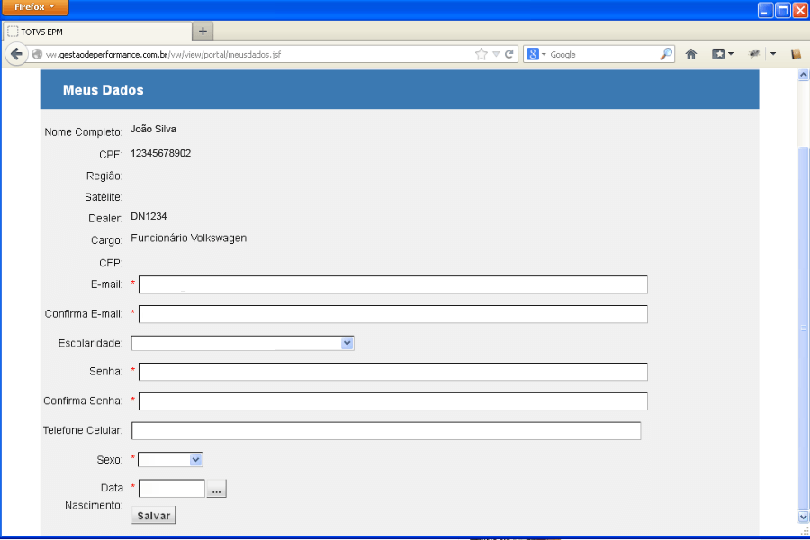 Firefox
TOTVS EPM
vw.gestaodeperformance.com.br/vw/view/portal/meusdados.jsf
Google
Meus Dados
Nome Completo: João Silva
CPF: 12345678902
Região:
Satélite:
Dealer: DN1234
Cargo: Funcionário Volkswagen
CEP:
E-mail: *
Confirma E-mail: *
Escolaridade:
Senha: *
Confirma Senha: *
Telefone Celular:
Sexo: *
Data * ...
Nascimento:
Salvar